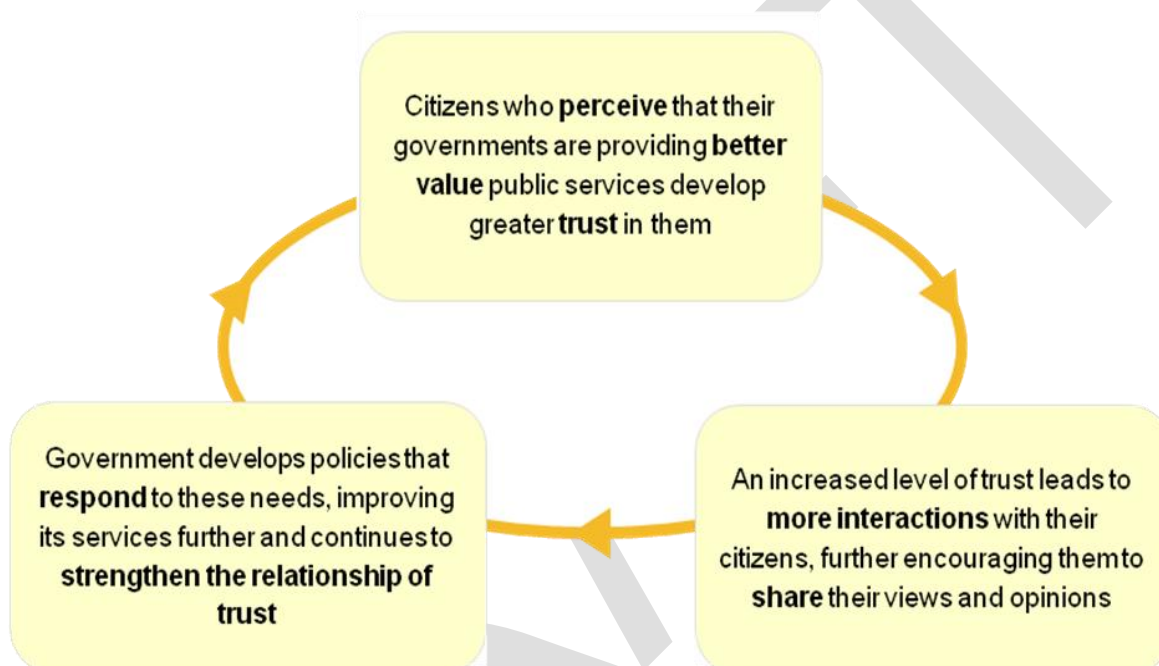 Citizens who perceive that their
governments are providing better
value public services develop
greater trust in them
Government develops policies that
respond to these needs, improving
its services further and continues to
strengthen the relationship of
trust
An increased level of trust leads to
more interactions with their
citizens, further encouraging them to
share their views and opinions